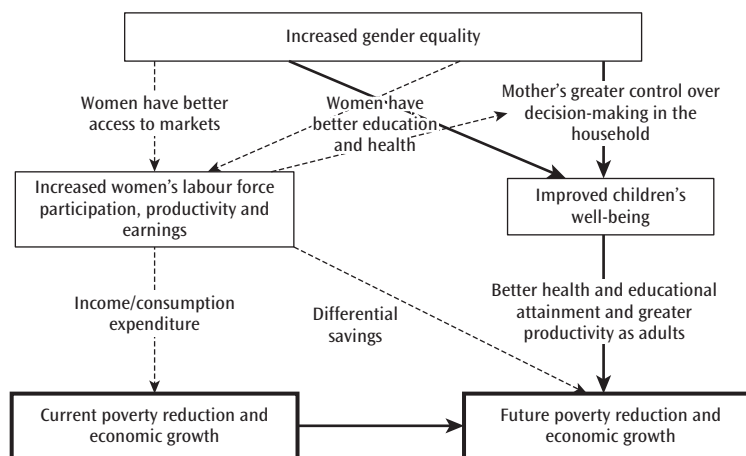 Increased gender equality
Women have better
access to markets
Women have
better education
and health
Mother's greater control over
decision-making in the
household
Increased women's labour force
participation, productivity and
earnings
Improved children's
well-being
Income/consumption
expenditure
Differential
savings
Better health and educational
attainment and greater
productivity as adults
Current poverty reduction and
economic growth
Future poverty reduction and
economic growth